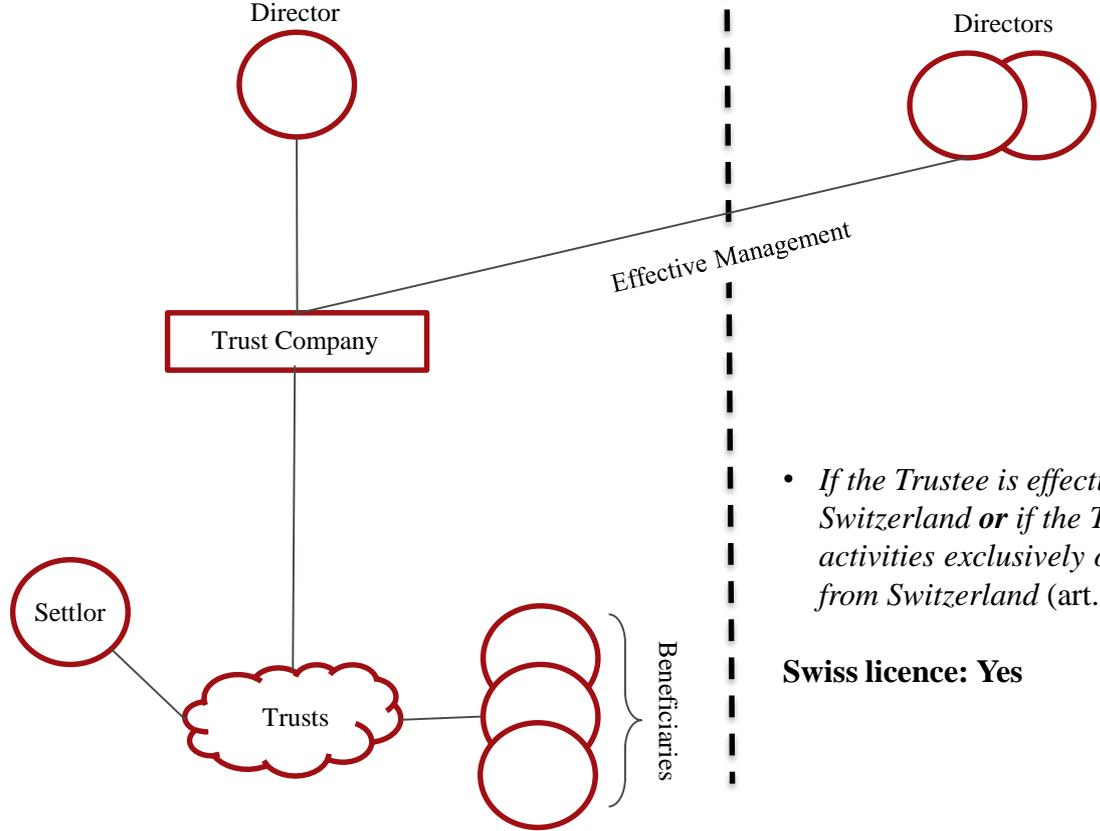 Director
Directors
Effective Management
Trust Company
• If the Trustee is
Switzerland or if the
activities exclusively
from Switzerland (art.
Settlor
Beneficiaries
Swiss licence: Yes
Trusts